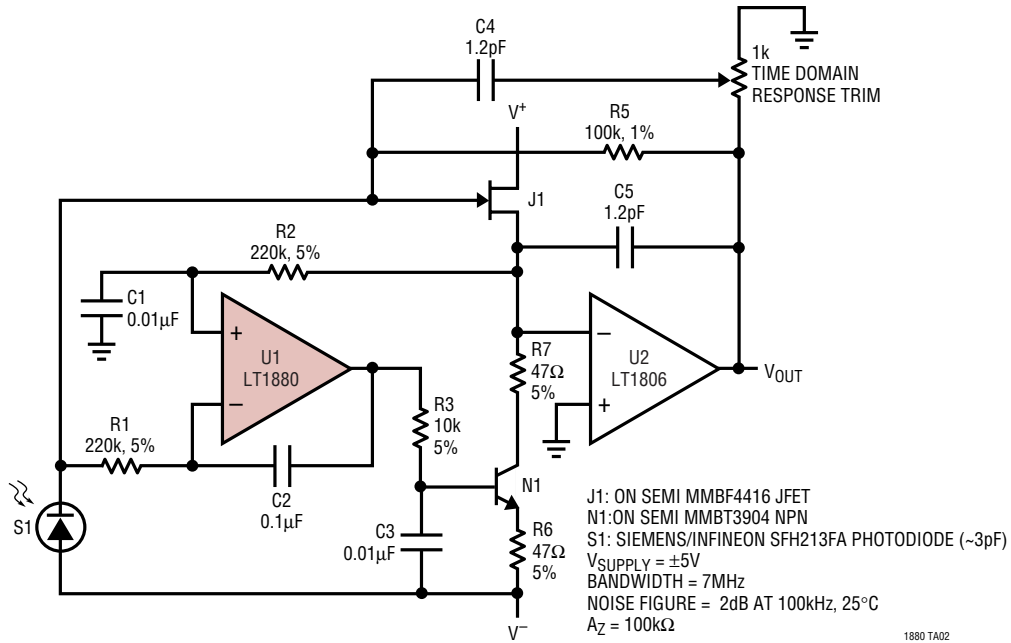 C4
1.2pF
1k
TIME DOMAIN
RESPONSE TRIM
V+
R5
100k, 1%
J1
C5
1.2pF
R2
220k, 5%
C1
0.01µF
+
U1
LT1880
–
R7
47Ω
5%
–
U2
LT1806
+
VOUT
R1
220k, 5%
R3
10k
5%
C2
0.1µF
N1
S1
C3
0.01µF
R6
47Ω
5%
V–
J1: ON SEMI MMBF4416 JFET
N1:ON SEMI MMBT3904 NPN
S1: SIEMENS/INFINEON SFH213FA PHOTODIODE (~3pF)
VSUPPLY = ±5V
BANDWIDTH = 7MHz
NOISE FIGURE = 2dB AT 100kHz, 25°C
AZ = 100kΩ
1880 TA02